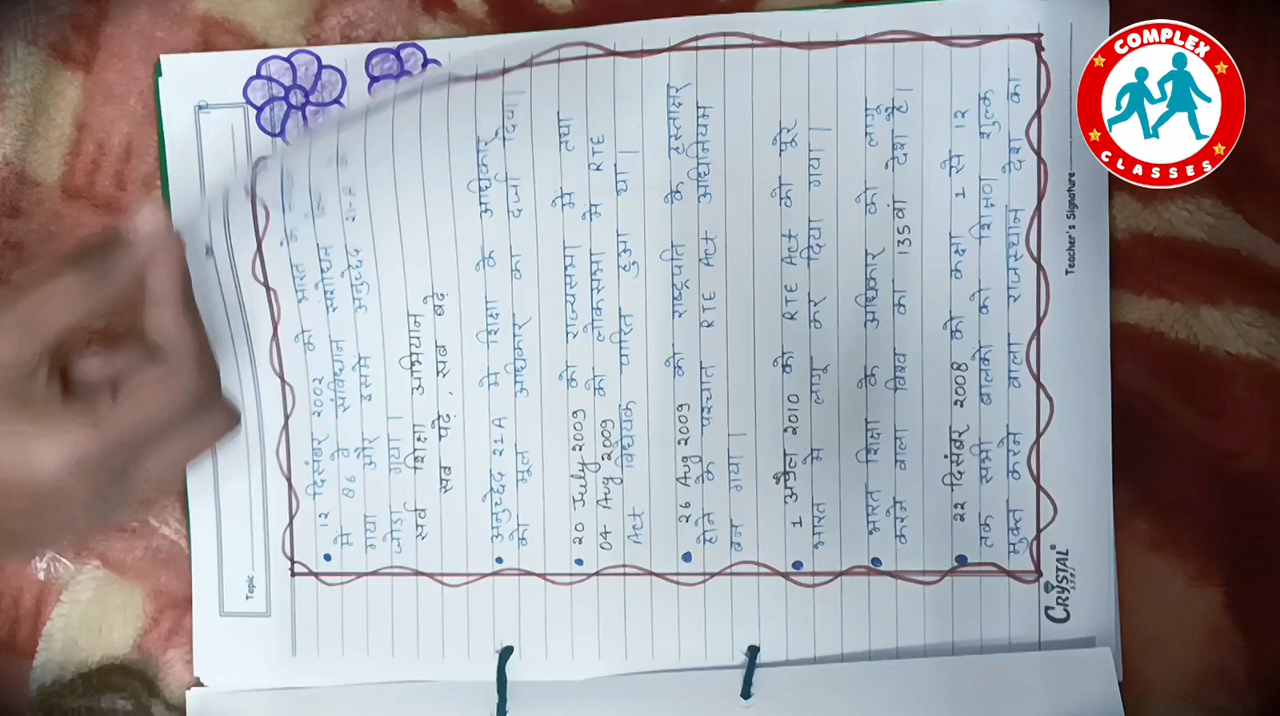 Topic
• 12 दिसंबर 2002 को भारत के
में 86 वे संविधान संशोधन
गया और इसमे अनुच्छेद 21-A
जोडा गया।
सर्व शिक्षा अभियान
सब पढ़े, सब बढ़े
• अनुच्छेद 21A में शिक्षा के अधिकार
को मूल अधिकार का दर्जा दिया।
• 20 July 2009 को राज्यसभा में तथा
04 Aug 2009 को लोकसभा में RTE
Act विधेयक पारित हुआ था।
• 26 Aug 2009 को राष्ट्रपति के हस्ताक्षर
होने के पश्चात RTE Act अधिनियम
बन गया।
• 1 अप्रैल 2010 को RTE Act को पूरे
भारत मे लागू कर दिया गया।
• भारत शिक्षा के अधिकार को लागू
करने वाला विश्व का 135वां देश है।
• 22 दिसंबर 2008 को कक्षा 1 से 12
तक सभी बालको को शिक्षण शुल्क
मुक्त करने वाला राजस्थान देश का
CRYSTAL
Teacher's Signature
COMPLEX
CLASSES